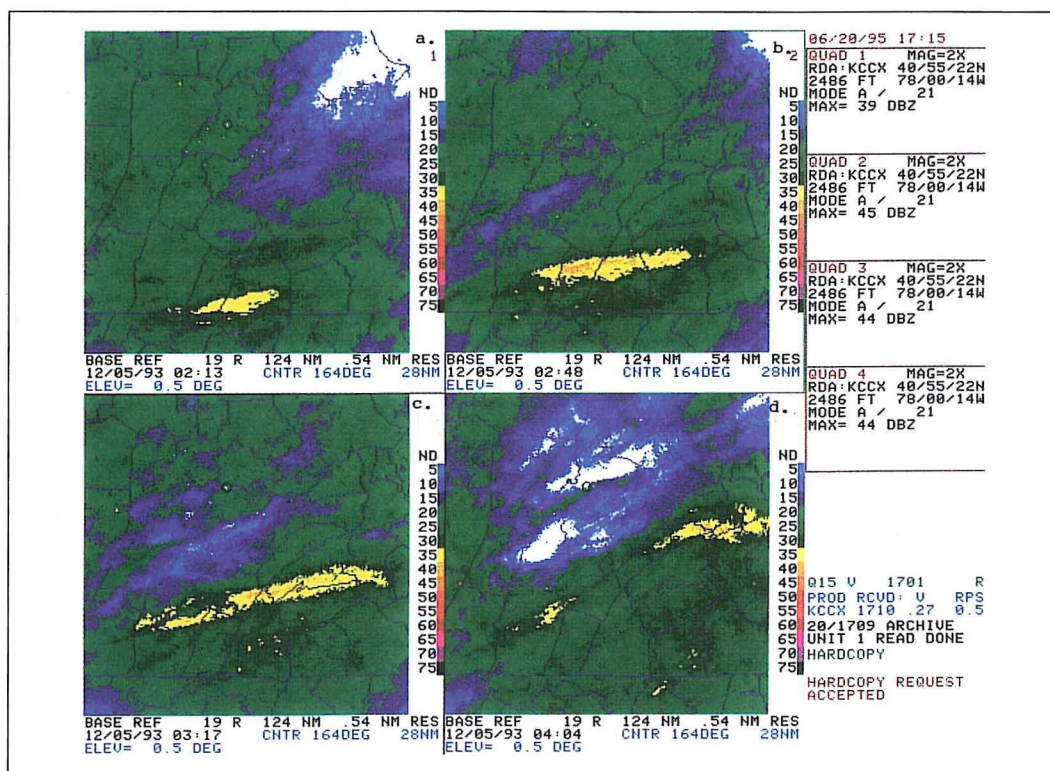 a.
1
ND
5
10
15
20
25
30
35
40
45
50
55
60
65
70
75
BASE REF 19 R 124 NM .54 NM RES
12/05/93 02:13 CNTR 164DEG 28NM
ELEV= 0.5 DEG
b.
2
ND
5
10
15
20
25
30
35
40
45
50
55
60
65
70
75
BASE REF 19 R 124 NM .54 NM RES
12/05/93 02:48 CNTR 164DEG 28NM
ELEV= 0.5 DEG
06/20/95 17:15
QUAD 1 MAG=2X
RDA:KCCX 40/55/22N
2486 FT 78/00/14W
MODE A / 21
MAX= 39 DBZ
QUAD 2 MAG=2X
RDA:KCCX 40/55/22N
2486 FT 78/00/14W
MODE A / 21
MAX= 45 DBZ
QUAD 3 MAG=2X
RDA:KCCX 40/55/22N
2486 FT 78/00/14W
MODE A / 21
MAX= 44 DBZ
QUAD 4 MAG=2X
RDA:KCCX 40/55/22N
2486 FT 78/00/14W
MODE A / 21
MAX= 44 DBZ
c.
ND
5
10
15
20
25
30
35
40
45
50
55
60
65
70
75
BASE REF 19 R 124 NM .54 NM RES
12/05/93 03:17 CNTR 164DEG 28NM
ELEV= 0.5 DEG
d.
ND
5
10
15
20
25
30
35
40
45
50
55
60
65
70
75
BASE REF 19 R 124 NM .54 NM RES
12/05/93 04:04 CNTR 164DEG 28NM
ELEV= 0.5 DEG
Q15 V 1701 R
PROD RCVD: V RPS
KCCX 1710 .27 0.5
20/1709 ARCHIVE
UNIT 1 READ DONE
HARDCOPY
HARDCOPY REQUEST
ACCEPTED